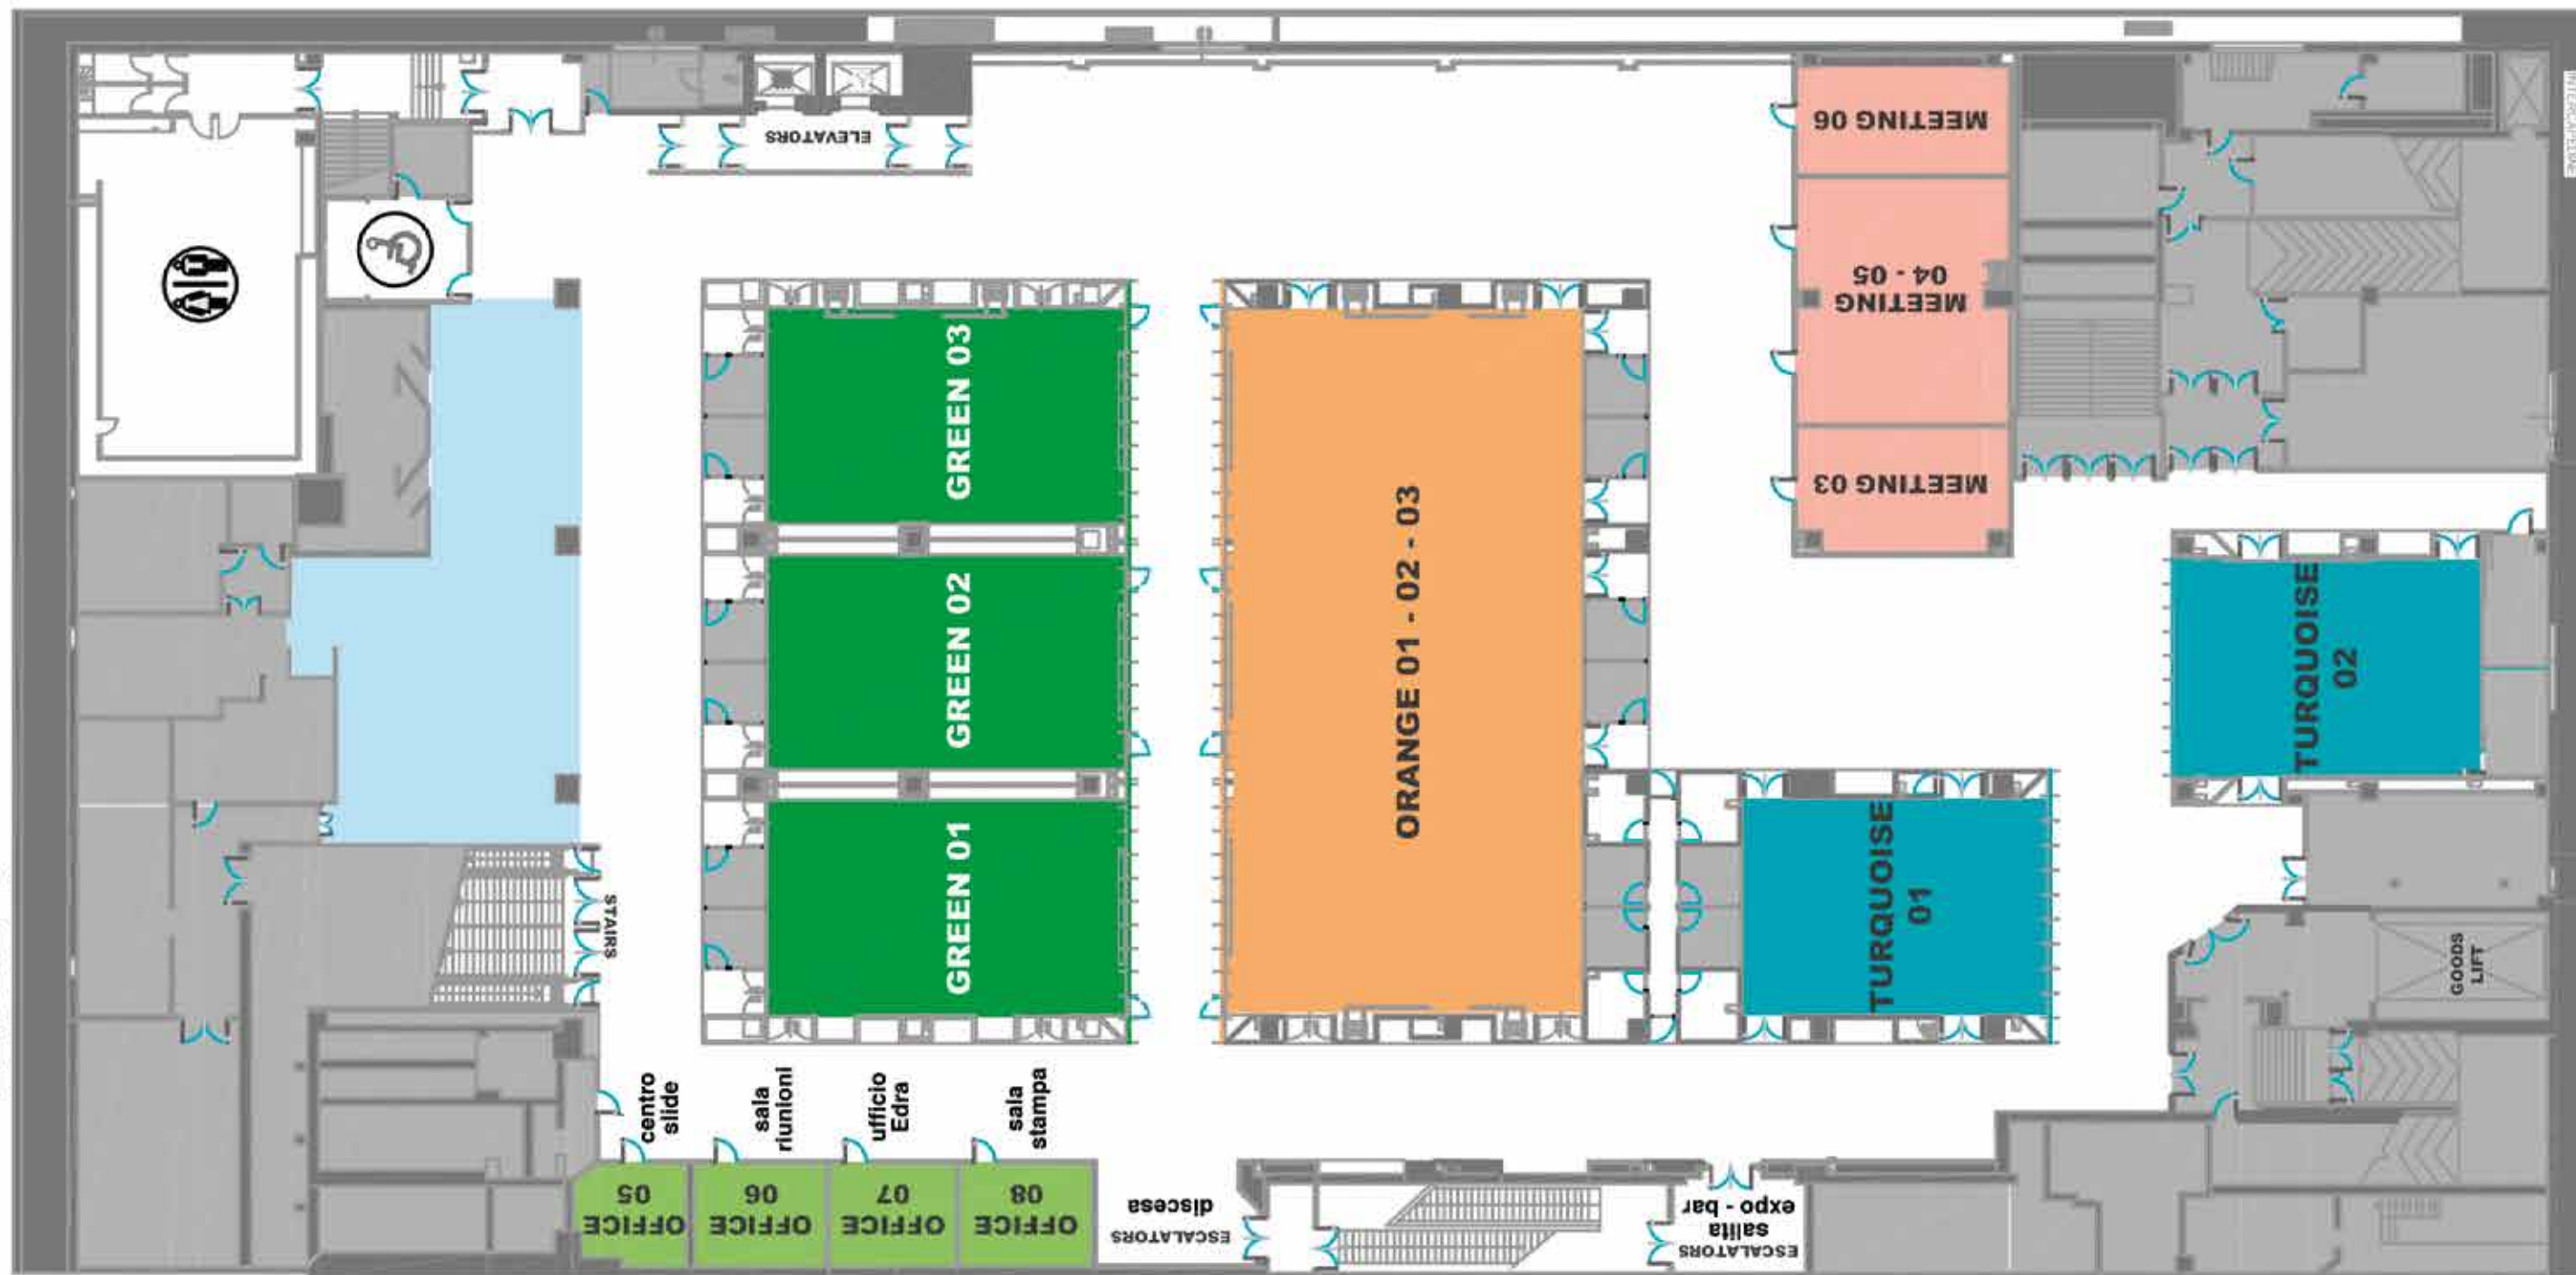 ELEVATORS
MEETING 06
MEETING
04 - 05
MEETING 03
GREEN 03
GREEN 02
GREEN 01
ORANGE 01 - 02 - 03
TURQUOISE
02
TURQUOISE
01
STAIRS
GOODS
LIFT
centro
slide
sala
riunioni
ufficio
Edra
sala
stampa
OFFICE
05
OFFICE
06
OFFICE
07
OFFICE
08
ESCALATORS
discesa
ESCALATORS
salita
expo - bar